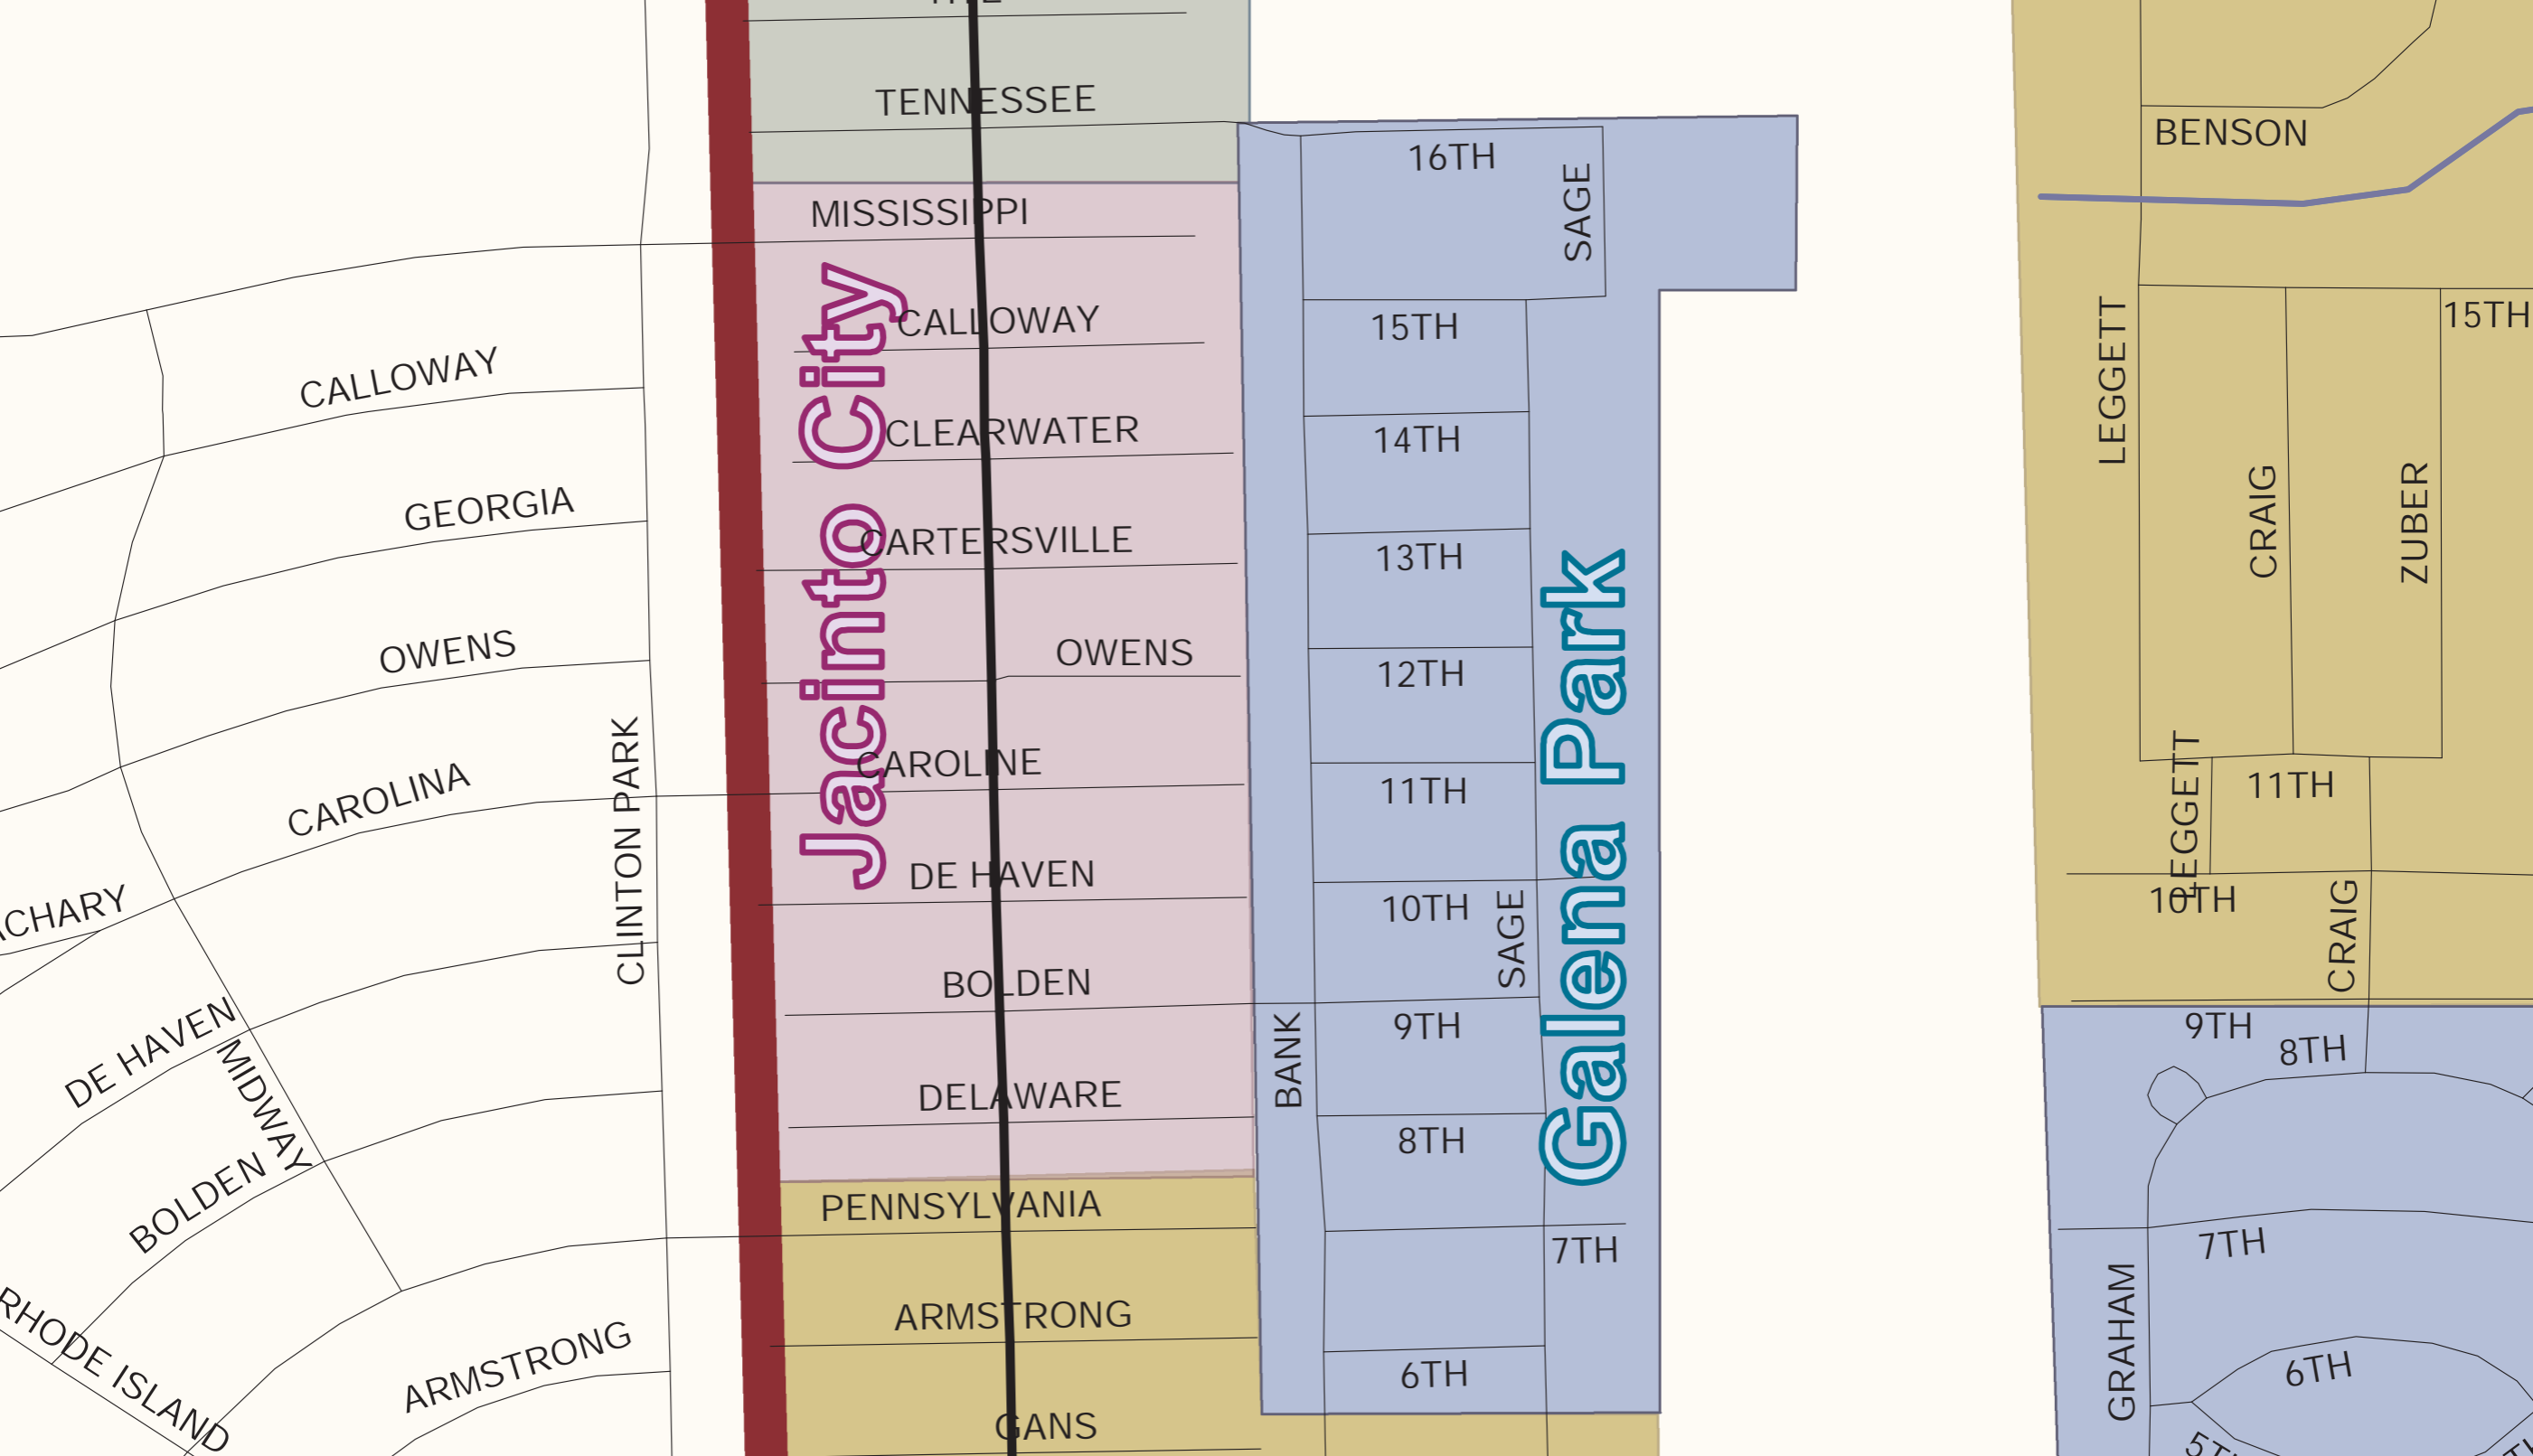 TENNESSEE
BENSON
16TH
SAGE
MISSISSIPPI
CALLOWAY
15TH
15TH
LEGGETT
CALLOWAY
CLEARWATER
14TH
GEORGIA
CARTERSVILLE
13TH
CRAIG
ZUBER
Jacinto City
OWENS
OWENS
12TH
Galena Park
CAROLINA
CAROLINE
11TH
11TH
LEGGETT
CLINTON PARK
DE HAVEN
10TH
10TH
SAGE
CRAIG
BOLDEN
DE HAVEN
9TH
9TH
8TH
BANK
MIDWAY
DELAWARE
8TH
BOLDEN
PENNSYLVANIA
7TH
7TH
ARMSTRONG
RHODE ISLAND
ARMSTRONG
6TH
6TH
GRAHAM
GANS